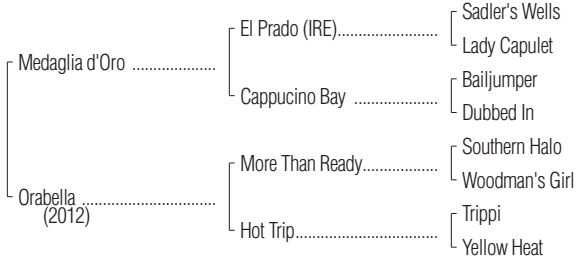 Sadler's Wells
El Prado (IRE)..........................
Lady Capulet
Medaglia d'Oro .....................
Bailjumper
Cappucino Bay .....................
Dubbed In
Southern Halo
More Than Ready...................
Woodman's Girl
Orabella .................................
(2012)
Trippi
Hot Trip....................................
Yellow Heat